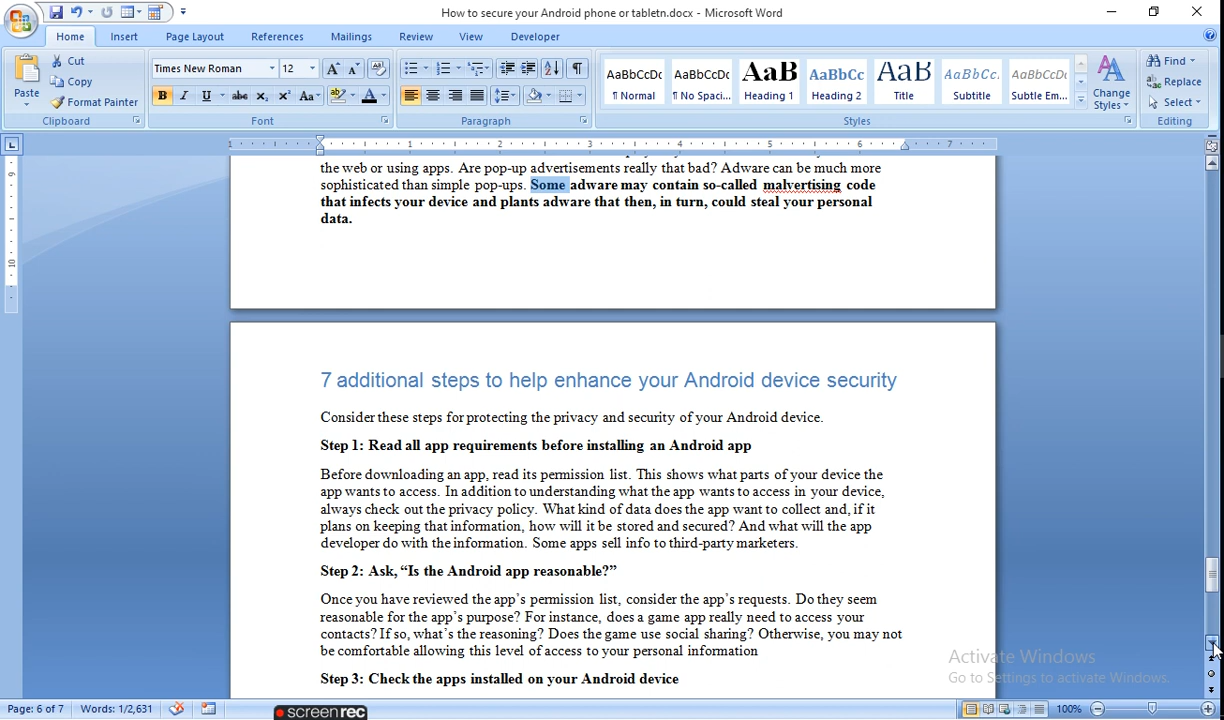 How to secure your Android phone or tabletn.docx - Microsoft Word
Home Insert Page Layout References Mailings Review View Developer
Paste
Cut
Copy
Format Painter
Clipboard
Times New Roman 12
B I U abc X₂ X² Aa A
Font
Paragraph
AaBbCcDc AaBbCcDc AaB AaBbCc AaB AaBbCc. AaBbCcDc
¶ Normal ¶ No Spaci... Heading 1 Heading 2 Title Subtitle Subtle Em...
Change Styles
Styles
Find
Replace
Select
Editing
1 1 2 3 4 5 6 7
9
10
the web or using apps. Are pop-up advertisements really that bad? Adware can be much more
sophisticated than simple pop-ups. Some adware may contain so-called malvertising code
that infects your device and plants adware that then, in turn, could steal your personal
data.
7 additional steps to help enhance your Android device security
Consider these steps for protecting the privacy and security of your Android device.
Step 1: Read all app requirements before installing an Android app
Before downloading an app, read its permission list. This shows what parts of your device the
app wants to access. In addition to understanding what the app wants to access in your device,
always check out the privacy policy. What kind of data does the app want to collect and, if it
plans on keeping that information, how will it be stored and secured? And what will the app
developer do with the information. Some apps sell info to third-party marketers.
Step 2: Ask, “Is the Android app reasonable?”
Once you have reviewed the app’s permission list, consider the app’s requests. Do they seem
reasonable for the app’s purpose? For instance, does a game app really need to access your
contacts? If so, what’s the reasoning? Does the game use social sharing? Otherwise, you may not
be comfortable allowing this level of access to your personal information
Step 3: Check the apps installed on your Android device
Activate Windows
Go to Settings to activate Windows.
Page: 6 of 7 Words: 1/2,631 100%
screenrec